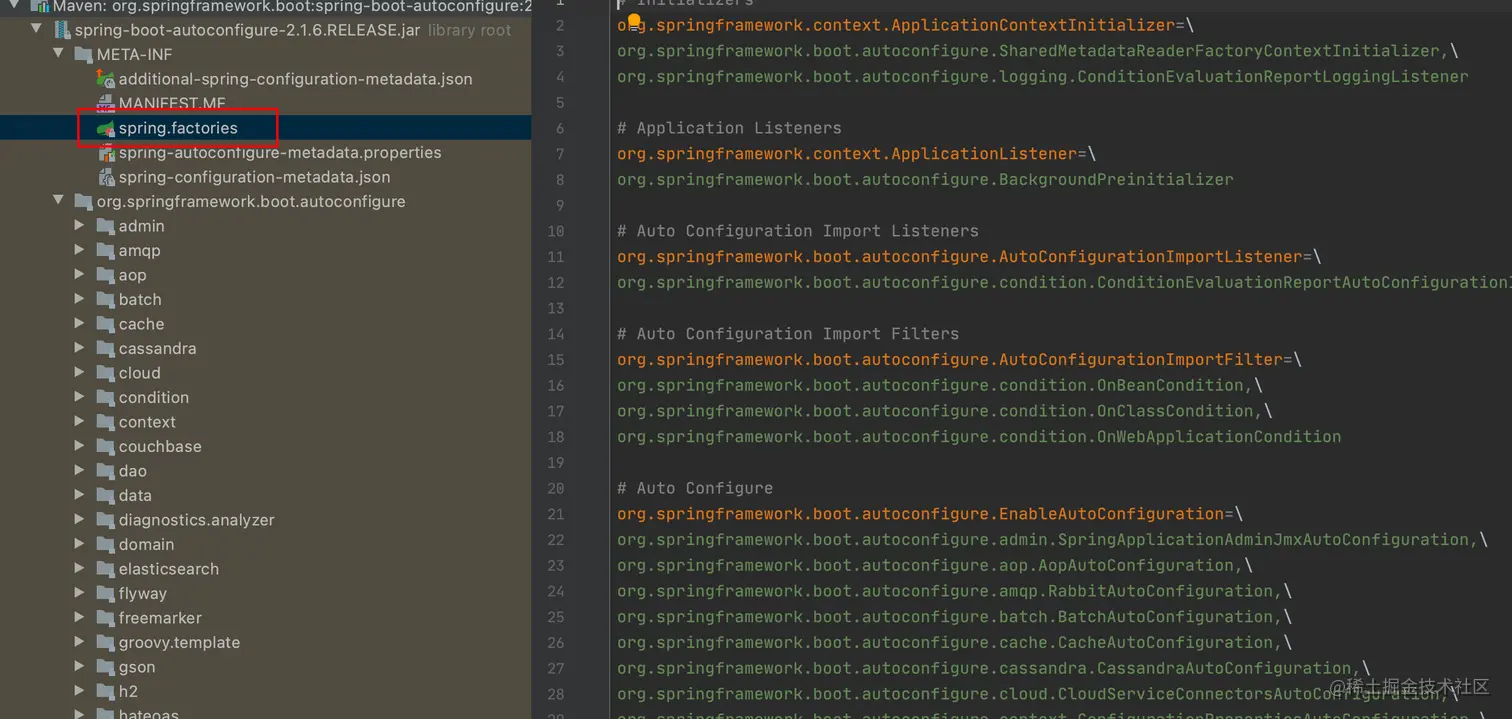 Maven: org.springframework.boot:spring-boot-autoconfigure:2
spring-boot-autoconfigure-2.1.6.RELEASE.jar library root
META-INF
additional-spring-configuration-metadata.json
MANIFEST.MF
spring.factories
spring-autoconfigure-metadata.properties
spring-configuration-metadata.json
org.springframework.boot.autoconfigure
admin
amqp
aop
batch
cache
cassandra
cloud
condition
context
couchbase
dao
data
diagnostics.analyzer
domain
elasticsearch
flyway
freemarker
groovy.template
gson
h2
hateoas
1 # Initializers
2 org.springframework.context.ApplicationContextInitializer=\
3 org.springframework.boot.autoconfigure.SharedMetadataReaderFactoryContextInitializer,\
4 org.springframework.boot.autoconfigure.logging.ConditionEvaluationReportLoggingListener
5
6 # Application Listeners
7 org.springframework.context.ApplicationListener=\
8 org.springframework.boot.autoconfigure.BackgroundPreinitializer
9
10 # Auto Configuration Import Listeners
11 org.springframework.boot.autoconfigure.AutoConfigurationImportListener=\
12 org.springframework.boot.autoconfigure.condition.ConditionEvaluationReportAutoConfiguration
13
14 # Auto Configuration Import Filters
15 org.springframework.boot.autoconfigure.AutoConfigurationImportFilter=\
16 org.springframework.boot.autoconfigure.condition.OnBeanCondition,\
17 org.springframework.boot.autoconfigure.condition.OnClassCondition,\
18 org.springframework.boot.autoconfigure.condition.OnWebApplicationCondition
19
20 # Auto Configure
21 org.springframework.boot.autoconfigure.EnableAutoConfiguration=\
22 org.springframework.boot.autoconfigure.admin.SpringApplicationAdminJmxAutoConfiguration,\
23 org.springframework.boot.autoconfigure.aop.AopAutoConfiguration,\
24 org.springframework.boot.autoconfigure.amqp.RabbitAutoConfiguration,\
25 org.springframework.boot.autoconfigure.batch.BatchAutoConfiguration,\
26 org.springframework.boot.autoconfigure.cache.CacheAutoConfiguration,\
27 org.springframework.boot.autoconfigure.cassandra.CassandraAutoConfiguration,\
28 org.springframework.boot.autoconfigure.cloud.CloudServiceConnectorsAutoConfiguration,\
29 org.springframework.boot.autoconfigure.context.ConfigurationPropertiesAutoConfiguration,\
@稀土掘金技术社区